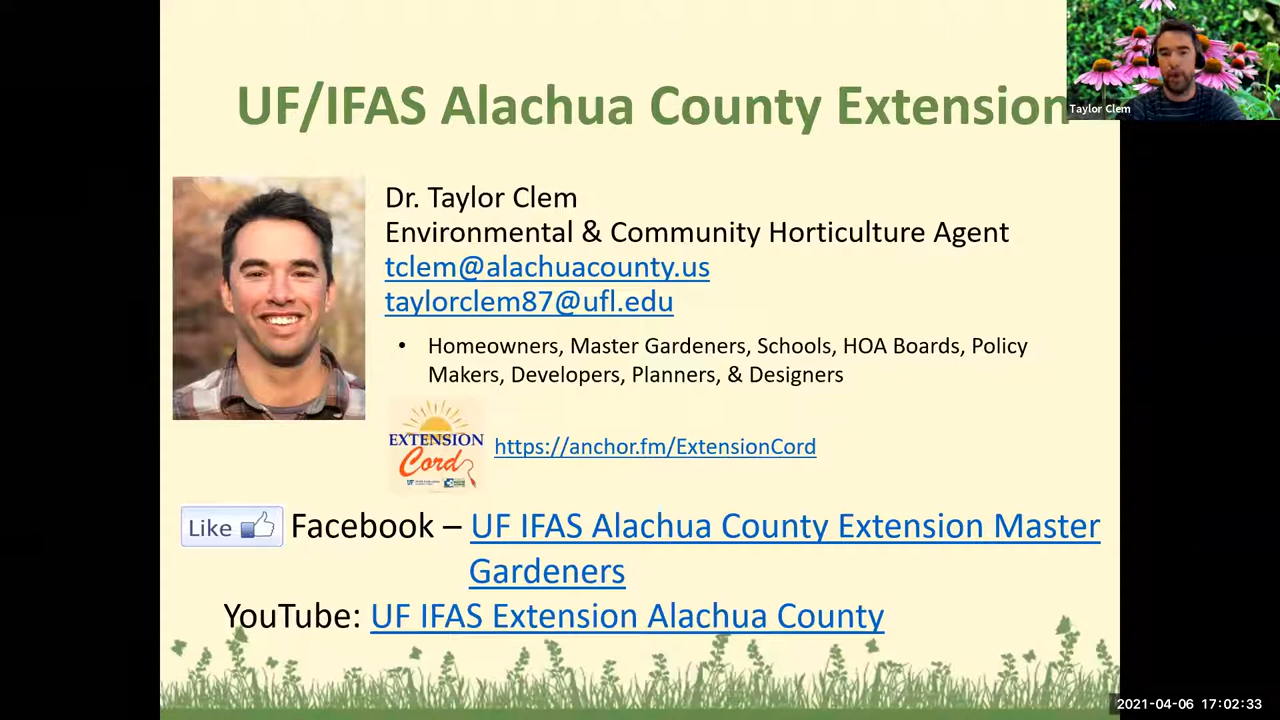 UF/IFAS Alachua County Extension
Taylor Clem
Dr. Taylor Clem
Environmental & Community Horticulture Agent
tclem@alachuacounty.us
taylorclem87@ufl.edu
• Homeowners, Master Gardeners, Schools, HOA Boards, Policy
Makers, Developers, Planners, & Designers
EXTENSION
Cord
https://anchor.fm/ExtensionCord
Like
Facebook – UF IFAS Alachua County Extension Master
Gardeners
YouTube: UF IFAS Extension Alachua County
2021-04-06 17:02:33